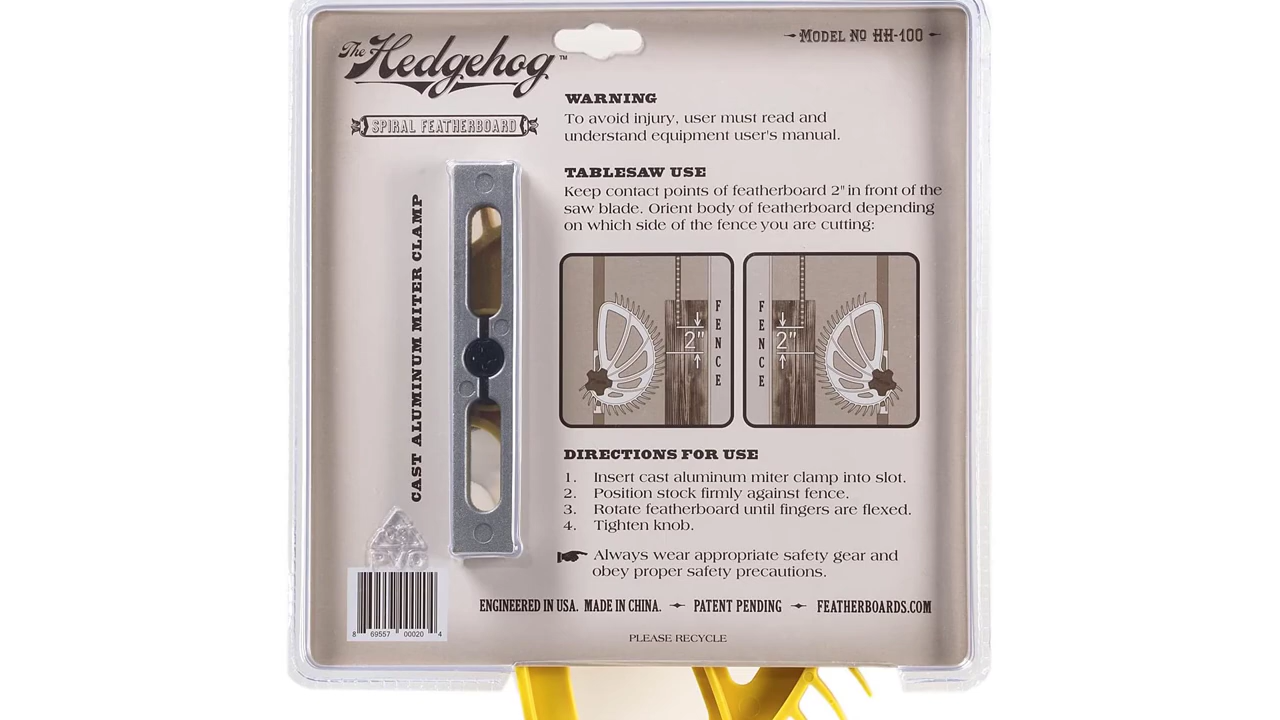 The Hedgehog™
SPIRAL FEATHERBOARD
MODEL NO HH-100
WARNING
To avoid injury, user must read and
understand equipment user's manual.
TABLESAW USE
Keep contact points of featherboard 2" in front of the
saw blade. Orient body of featherboard depending
on which side of the fence you are cutting:
CAST ALUMINUM MITER CLAMP
2"
FENCE
FENCE
2"
DIRECTIONS FOR USE
1. Insert cast aluminum miter clamp into slot.
2. Position stock firmly against fence.
3. Rotate featherboard until fingers are flexed.
4. Tighten knob.
Always wear appropriate safety gear and
obey proper safety precautions.
ENGINEERED IN USA. MADE IN CHINA. PATENT PENDING FEATHERBOARDS.COM
8 69557 00020 4
PLEASE RECYCLE